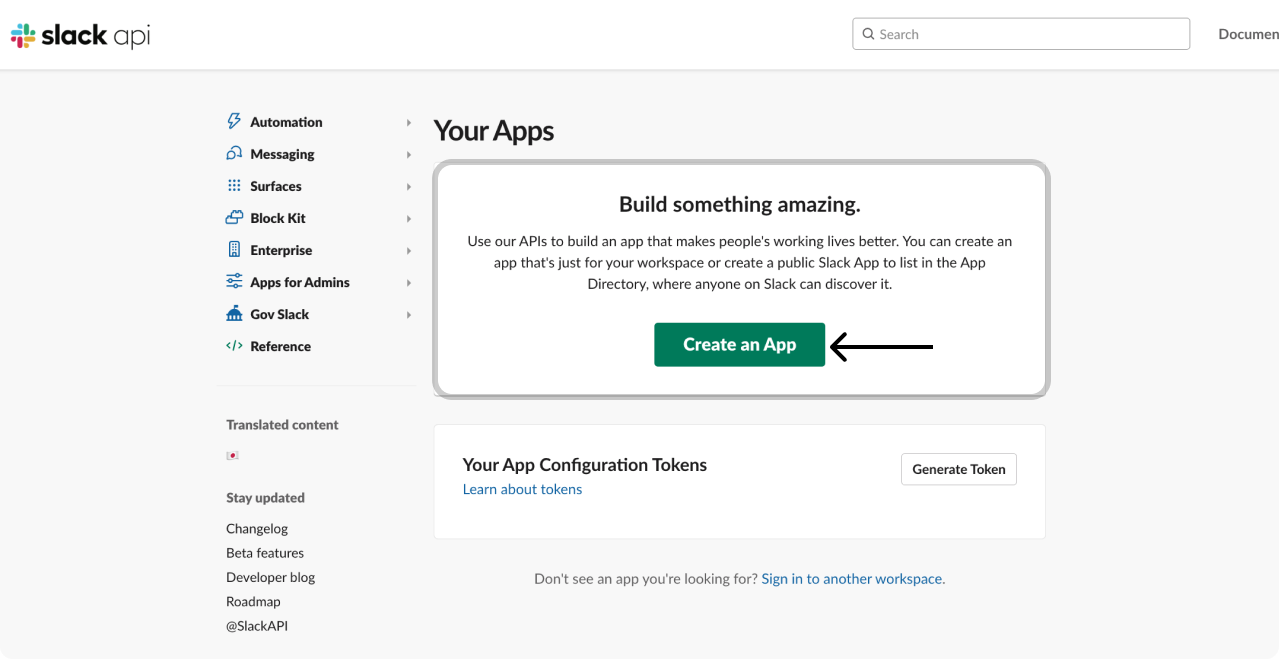 slack api
Search
Documen
Automation
Messaging
Surfaces
Block Kit
Enterprise
Apps for Admins
Gov Slack
Reference
Translated content
Stay updated
Changelog
Beta features
Developer blog
Roadmap
@SlackAPI
Your Apps
Build something amazing.
Use our APIs to build an app that makes people's working lives better. You can create an
app that's just for your workspace or create a public Slack App to list in the App
Directory, where anyone on Slack can discover it.
Create an App
Your App Configuration Tokens
Generate Token
Learn about tokens
Don't see an app you're looking for? Sign in to another workspace.